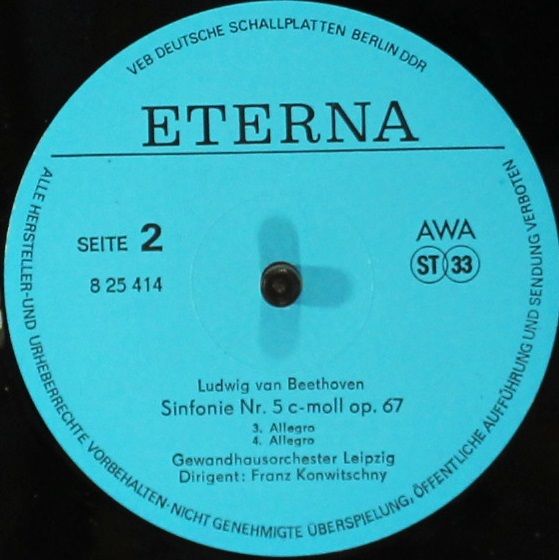 VEB DEUTSCHE SCHALLPLATTEN BERLIN DDR
ETERNA
SEITE 2
8 25 414
AWA
ST 33
Ludwig van Beethoven
Sinfonie Nr. 5 c-moll op. 67
3. Allegro
4. Allegro
Gewandhausorchester Leipzig
Dirigent: Franz Konwitschny
ALLE HERSTELLER-UND URHEBERRECHTE VORBEHALTEN·NICHT GENEHMIGTE ÜBERSPIELUNG, ÖFFENTLICHE AUFFÜHRUNG UND SENDUNG VERBOTEN